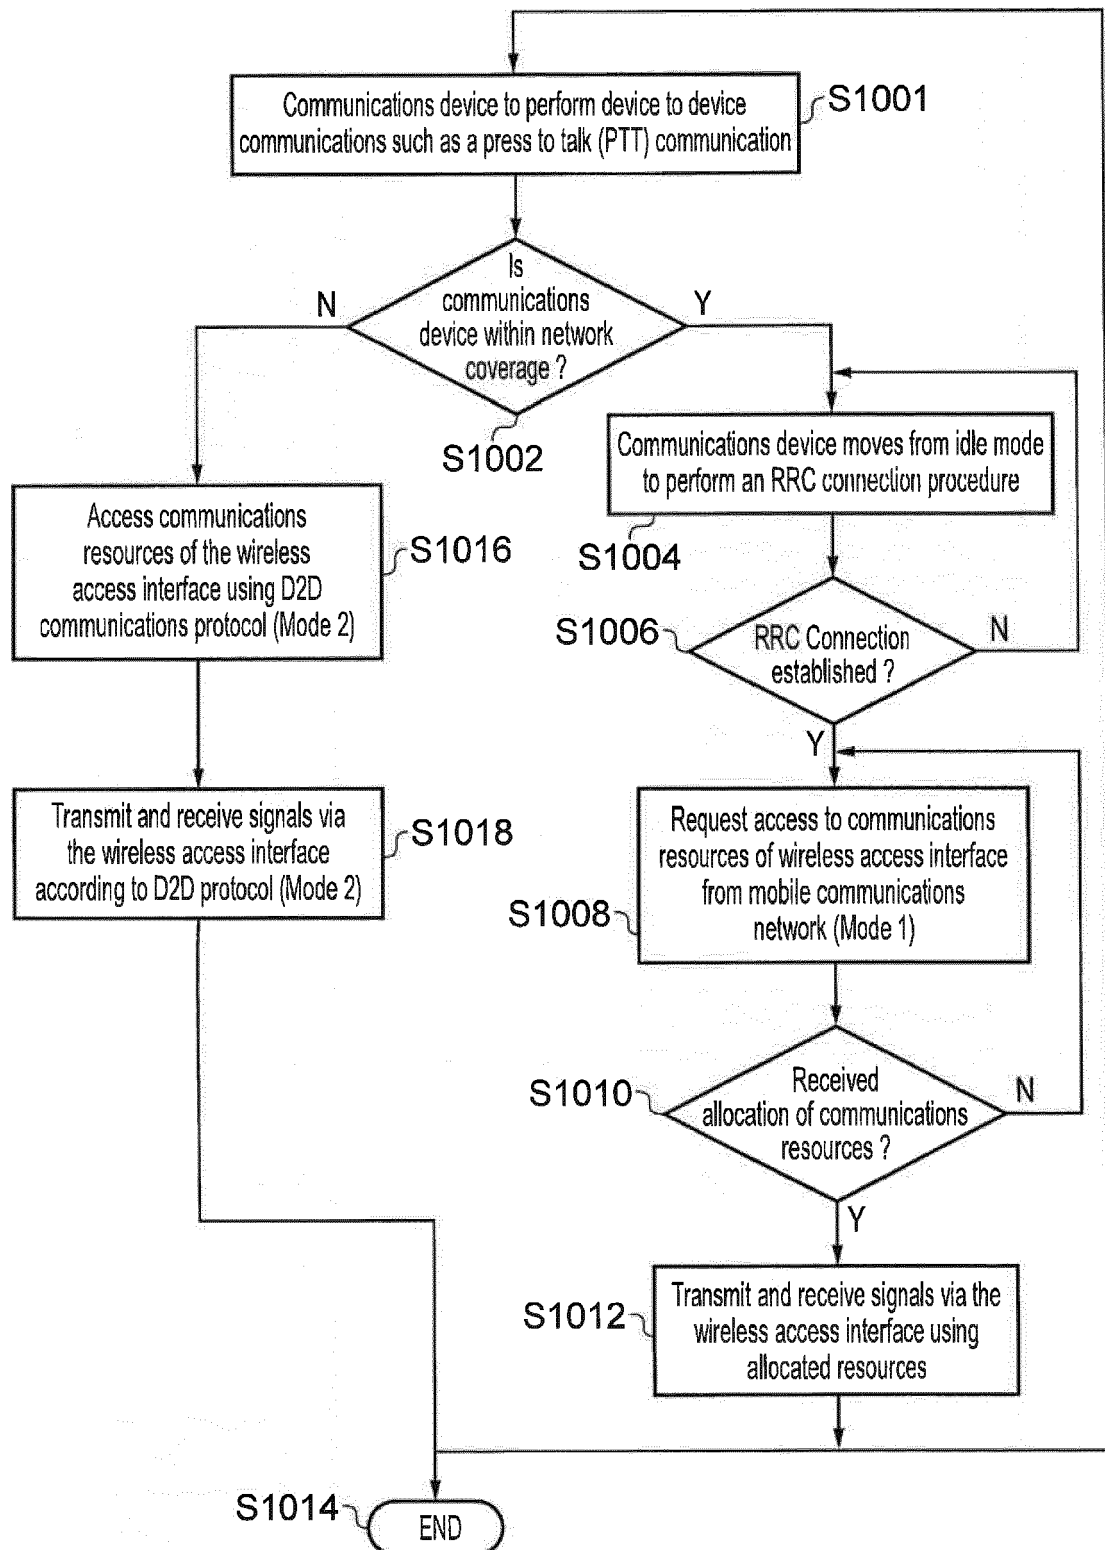 Communications device to perform device to device
communications such as a press to talk (PTT) communication
S1001
Is
communications
device within network
coverage ?
N
Y
S1002
Communications device moves from idle mode
to perform an RRC connection procedure
S1004
Access communications
resources of the wireless
access interface using D2D
communications protocol (Mode 2)
S1016
S1006
RRC Connection
established ?
N
Y
Transmit and receive signals via
the wireless access interface
according to D2D protocol (Mode 2)
S1018
Request access to communications
resources of wireless access interface
from mobile communications
network (Mode 1)
S1008
S1010
Received
allocation of communications
resources ?
N
Y
S1012
Transmit and receive signals via the
wireless access interface using
allocated resources
S1014
END